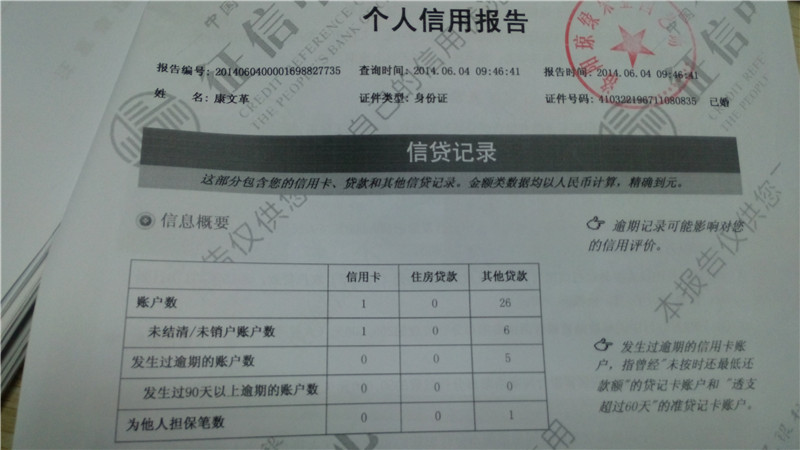 个人信用报告
报告编号: 2014060400001698827735 查询时间: 2014.06.04 09:46:41 报告时间: 2014.06.04 09:46:41
姓 名: 康文革 证件类型: 身份证 证件号码: 410322196711080835 已婚
信贷记录
这部分包含您的信用卡、贷款和其他信贷记录。金额类数据均以人民币计算,精确到元。
信息概要
逾期记录可能影响对您
的信用评价。
信用卡 住房贷款 其他贷款
账户数 1 0 26
未结清/未销户账户数 1 0 6
发生过逾期的账户数 0 0 5
发生过90天以上逾期的账户数 0 0 0
为他人担保笔数 0 0 1
发生过逾期的信用卡账
户,指曾经"未按时还最低还
款额"的贷记卡账户和"透支
超过60天"的准贷记卡账户。
征信
CREDIT REFERENCE
THE PEOPLE'S BANK
本报告仅供您